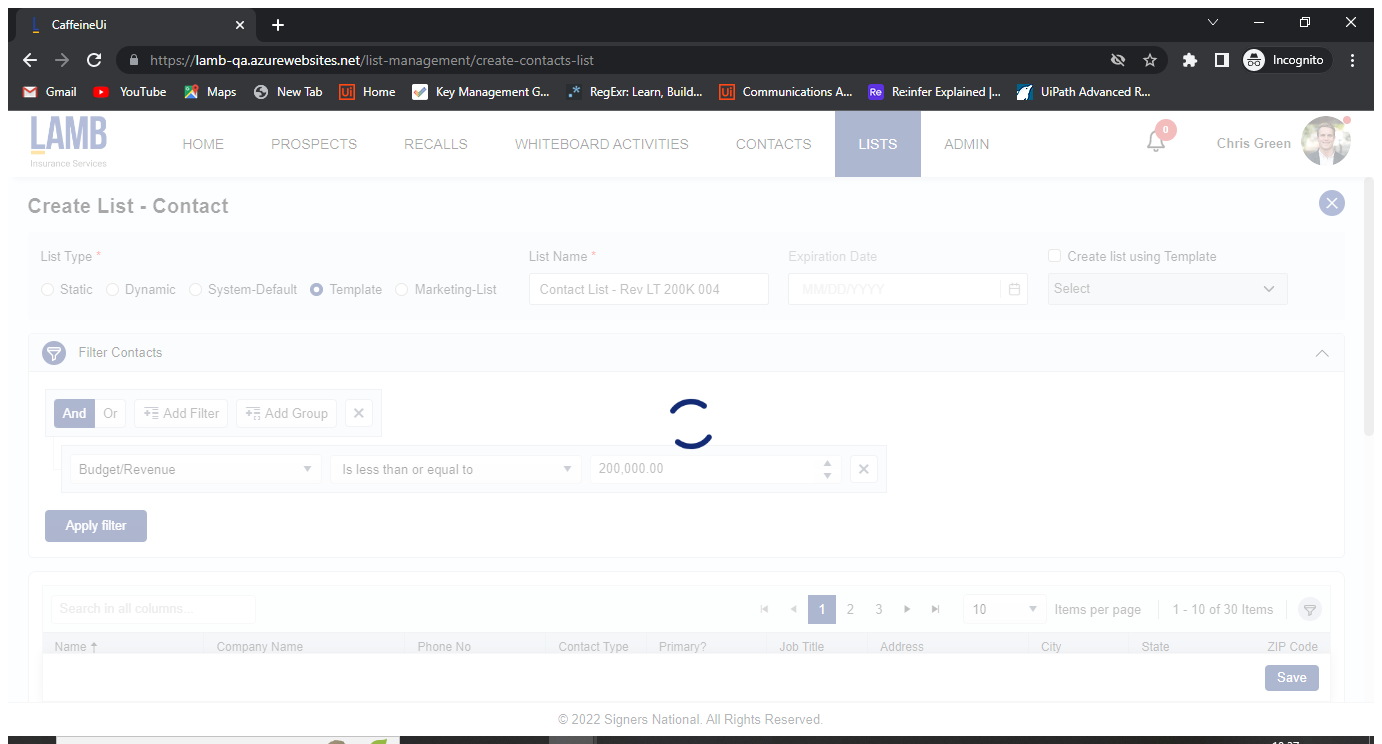 CaffeineUi
https://lamb-qa.azurewebsites.net/list-management/create-contacts-list
Incognito
Gmail YouTube Maps New Tab Home Key Management G... RegExr: Learn, Build... Communications A... Re:infer Explained |... UiPath Advanced R...
LAMB
Insurance Services
HOME PROSPECTS RECALLS WHITEBOARD ACTIVITIES CONTACTS LISTS ADMIN 0 Chris Green
Create List - Contact
List Type * List Name * Expiration Date Create list using Template
Static Dynamic System-Default Template Marketing-List Contact List - Rev LT 200K 004 MM/DD/YYYY Select
Filter Contacts
And Or Add Filter Add Group
Budget/Revenue Is less than or equal to 200,000.00
Apply filter
Search in all columns... 1 2 3 10 Items per page 1 - 10 of 30 Items
Name Company Name Phone No Contact Type Primary? Job Title Address City State ZIP Code
Save
© 2022 Signers National. All Rights Reserved.